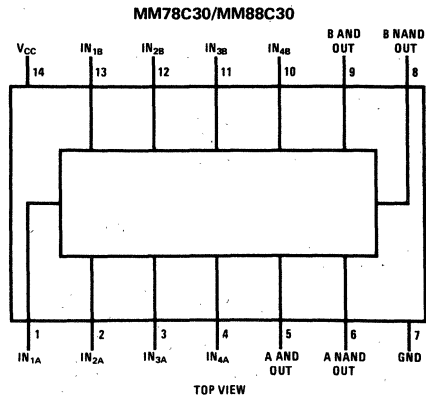 MM78C30/MM88C30
VCC IN1B IN2B IN3B IN4B B AND OUT B NAND OUT
14 13 12 11 10 9 8
1 2 3 4 5 6 7
IN1A IN2A IN3A IN4A A AND OUT A NAND OUT GND
TOP VIEW